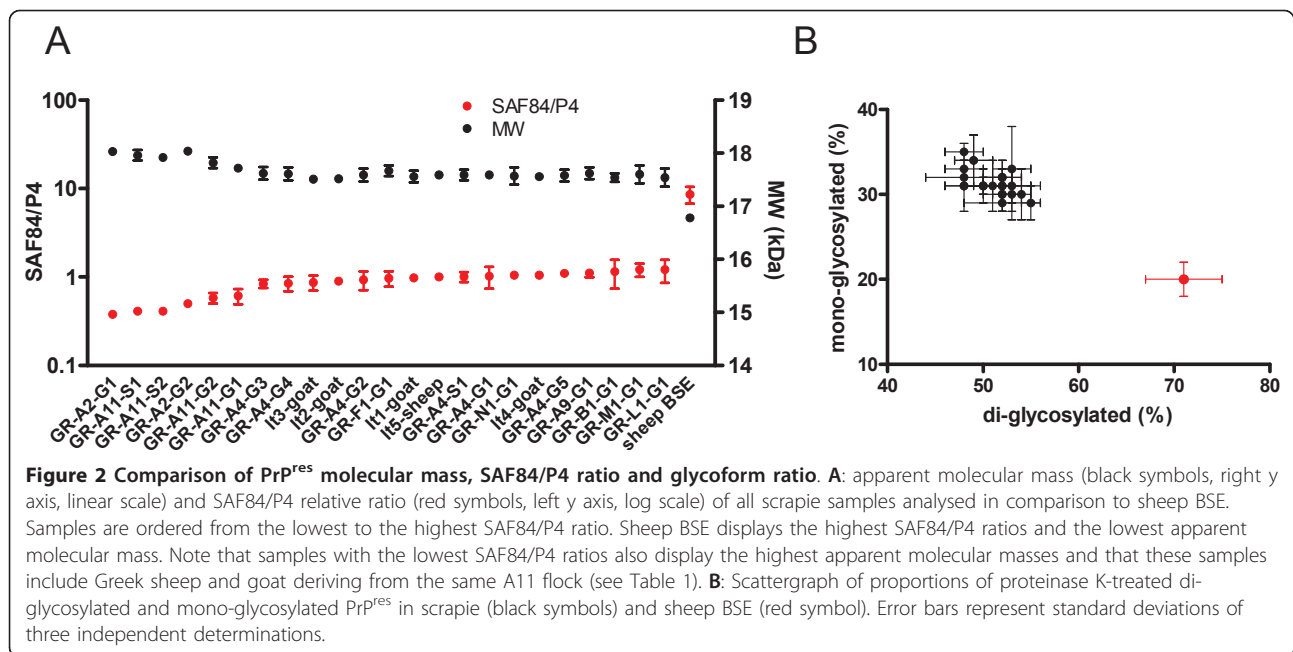 A
B
100
10
1
0.1
SAF84/P4
SAF84/P4
MW
19
18
17
16
15
14
MW (kDa)
GR-A2-G1
GR-A11-S1
GR-A11-S2
GR-A2-G2
GR-A11-G2
GR-A11-G1
GR-A4-G3
GR-A4-G4
It3-goat
It2-goat
GR-A4-G2
GR-F1-G1
It1-goat
It5-sheep
GR-A4-S1
GR-A4-G1
GR-N1-G1
It4-goat
GR-A4-G5
GR-A9-G1
GR-B1-G1
GR-M1-G1
GR-L1-G1
sheep BSE
mono-glycosylated (%)
40
30
20
10
40
50
60
70
80
di-glycosylated (%)
Figure 2 Comparison of PrPres molecular mass, SAF84/P4 ratio and glycoform ratio. A: apparent molecular mass (black symbols, right y
axis, linear scale) and SAF84/P4 relative ratio (red symbols, left y axis, log scale) of all scrapie samples analysed in comparison to sheep BSE.
Samples are ordered from the lowest to the highest SAF84/P4 ratio. Sheep BSE displays the highest SAF84/P4 ratios and the lowest apparent
molecular mass. Note that samples with the lowest SAF84/P4 ratios also display the highest apparent molecular masses and that these samples
include Greek sheep and goat deriving from the same A11 flock (see Table 1). B: Scattergraph of proportions of proteinase K-treated di-
glycosylated and mono-glycosylated PrPres in scrapie (black symbols) and sheep BSE (red symbol). Error bars represent standard deviations of
three independent determinations.